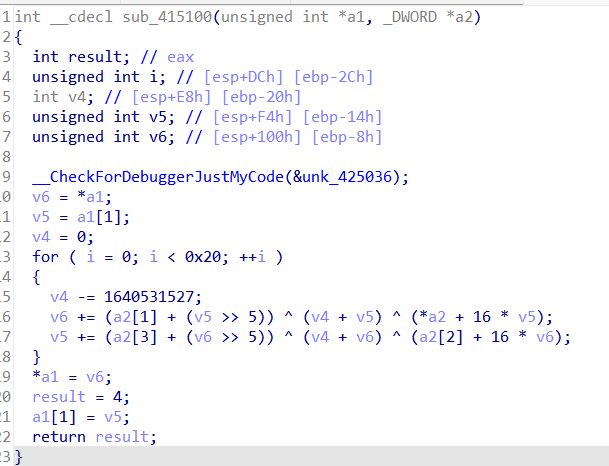 1 int __cdecl sub_415100(unsigned int *a1, _DWORD *a2)
2 {
3 int result; // eax
4 unsigned int i; // [esp+DCh] [ebp-2Ch]
5 int v4; // [esp+E8h] [ebp-20h]
6 unsigned int v5; // [esp+F4h] [ebp-14h]
7 unsigned int v6; // [esp+100h] [ebp-8h]
8
9 __CheckForDebuggerJustMyCode(&unk_425036);
.0 v6 = *a1;
.1 v5 = a1[1];
.2 v4 = 0;
.3 for ( i = 0; i < 0x20; ++i )
.4 {
.5 v4 -= 1640531527;
.6 v6 += (a2[1] + (v5 >> 5)) ^ (v4 + v5) ^ (*a2 + 16 * v5);
.7 v5 += (a2[3] + (v6 >> 5)) ^ (v4 + v6) ^ (a2[2] + 16 * v6);
.8 }
.9 *a1 = v6;
20 result = 4;
21 a1[1] = v5;
22 return result;
23 }